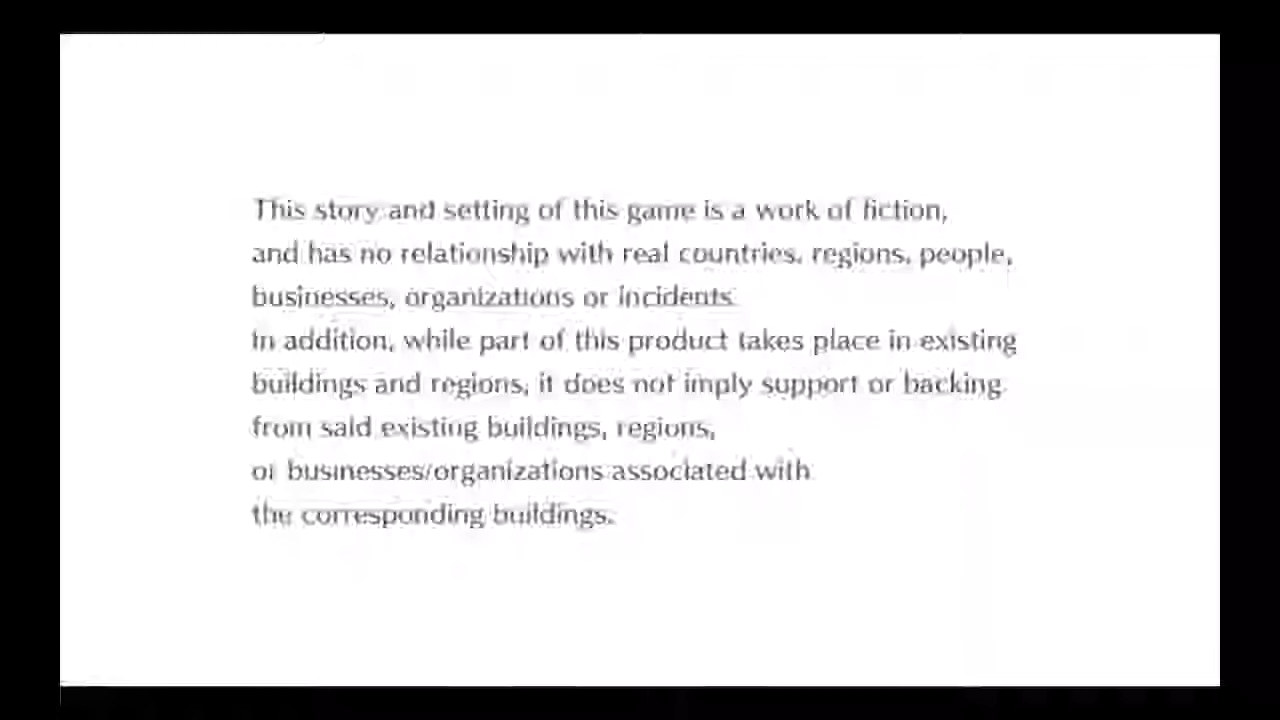 This story and setting of this game is a work of fiction,
and has no relationship with real countries, regions, people,
businesses, organizations or incidents.
In addition, while part of this product takes place in existing
buildings and regions, it does not imply support or backing
from said existing buildings, regions,
or businesses/organizations associated with
the corresponding buildings.